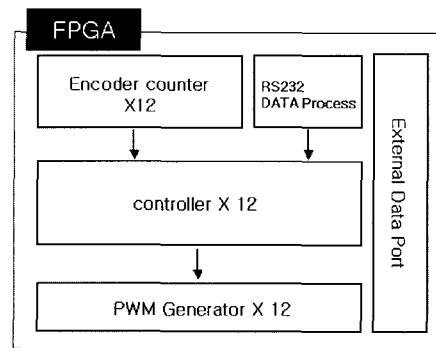 FPGA
Encoder counter
X12
RS232
DATA Process
External Data Port
controller X 12
PWM Generator X 12